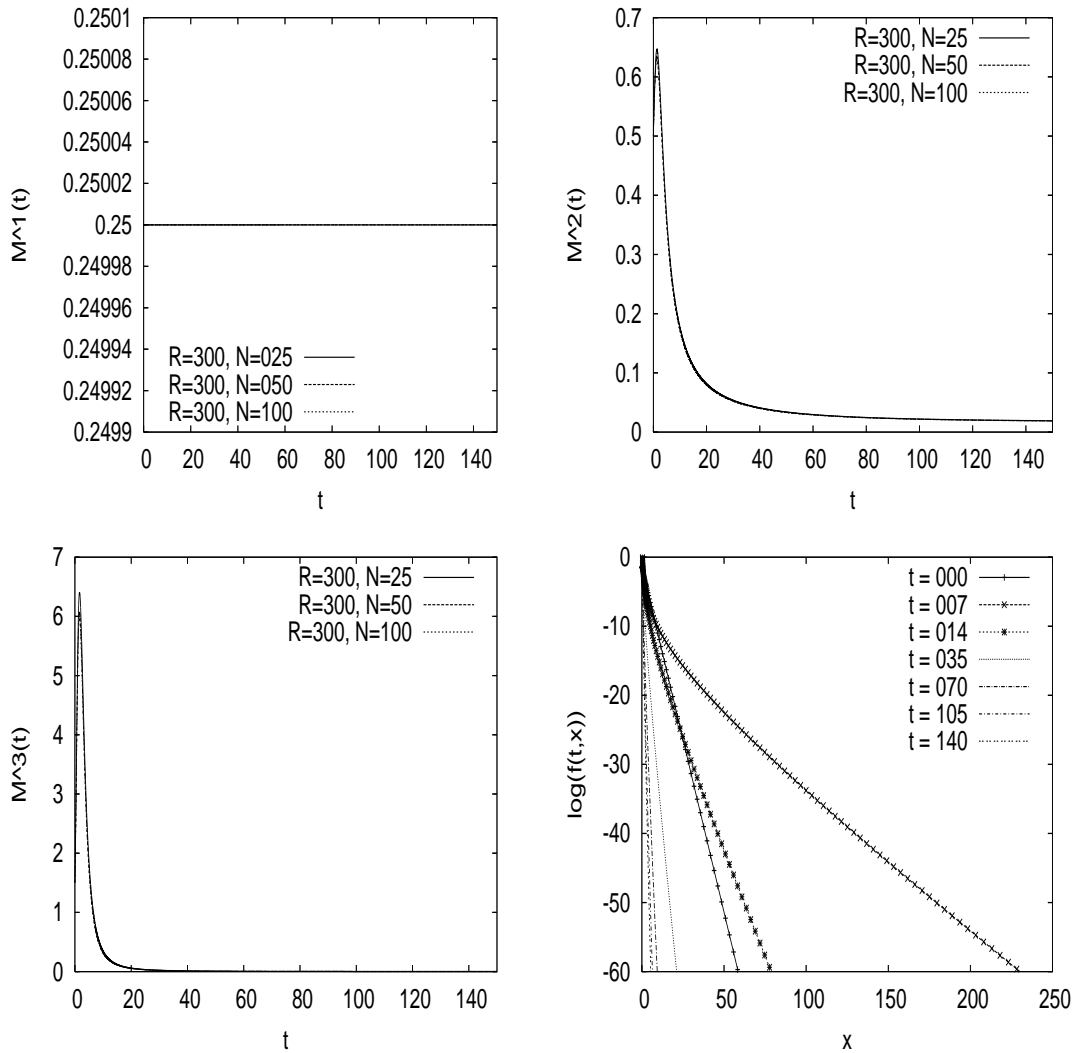 0.2501
0.25008
0.25006
0.25004
0.25002
0.25
0.24998
0.24996
0.24994
0.24992
0.2499
M^1(t)
R=300, N=025
R=300, N=050
R=300, N=100
0 20 40 60 80 100 120 140
t
0.7
0.6
0.5
0.4
0.3
0.2
0.1
0
M^2(t)
R=300, N=25
R=300, N=50
R=300, N=100
0 20 40 60 80 100 120 140
t
7
6
5
4
3
2
1
0
M^3(t)
R=300, N=25
R=300, N=50
R=300, N=100
0 20 40 60 80 100 120 140
t
0
-10
-20
-30
-40
-50
-60
log(f(t,x))
t = 000
t = 007
t = 014
t = 035
t = 070
t = 105
t = 140
0 50 100 150 200 250
x